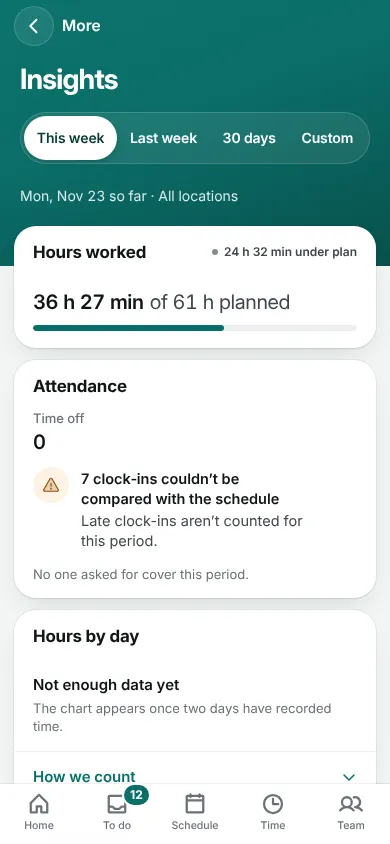 More
Insights
This week
Last week
30 days
Custom
Mon, Nov 23 so far · All locations
Hours worked
24 h 32 min under plan
36 h 27 min of 61 h planned
Attendance
Time off
0
7 clock-ins couldn’t be
compared with the schedule
Late clock-ins aren’t counted for
this period.
No one asked for cover this period.
Hours by day
Not enough data yet
The chart appears once two days have recorded
time.
How we count
12
Home
To do
Schedule
Time
Team